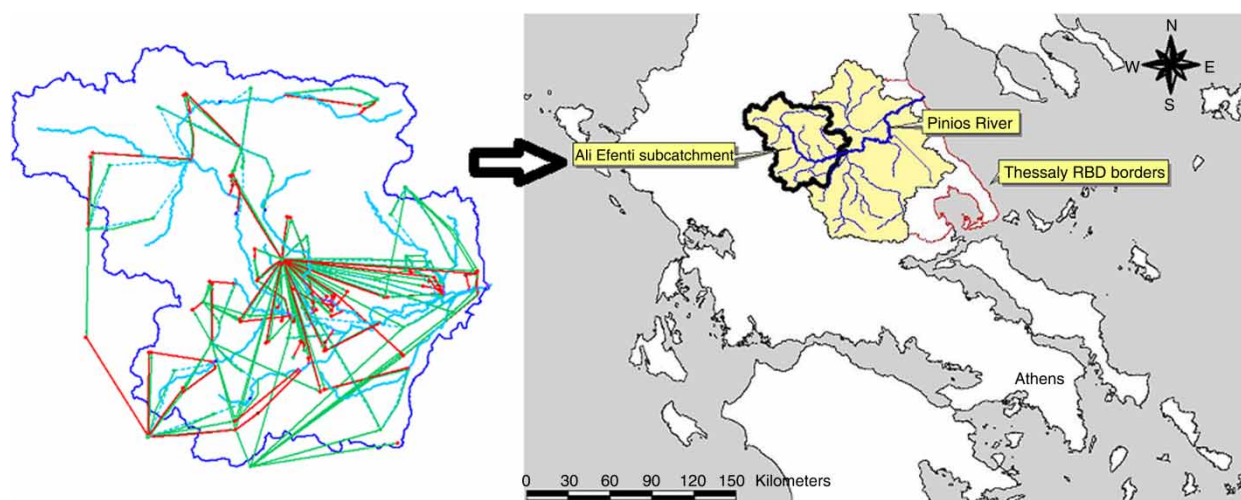 N
W E
S
Pinios River
Ali Efenti subcatchment
Thessaly RBD borders
Athens
0 30 60 90 120 150 Kilometers